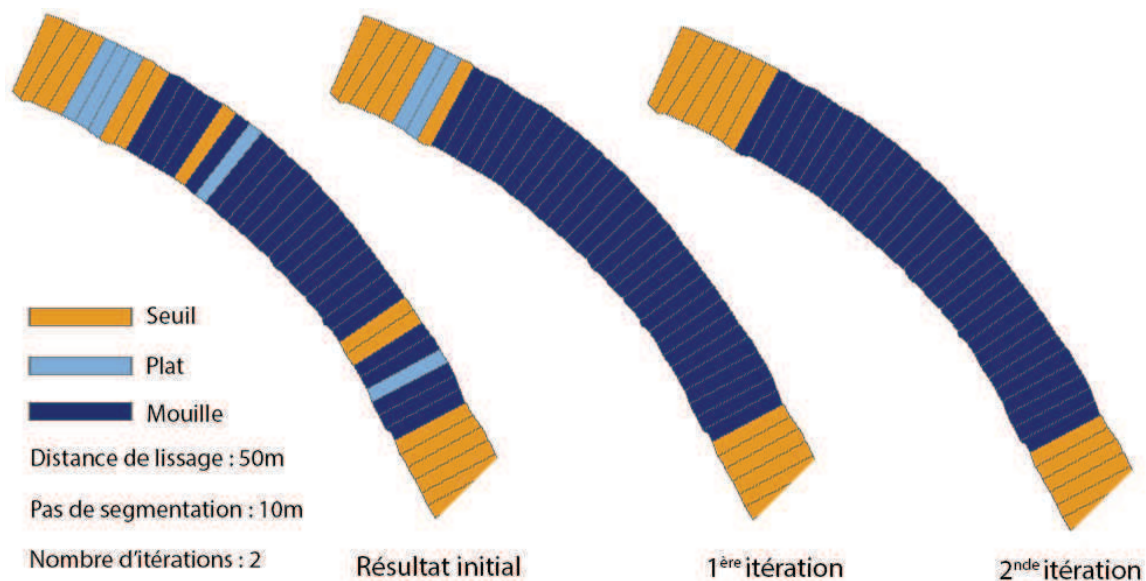 Seuil
Plat
Mouille
Distance de lissage : 50m
Pas de segmentation : 10m
Nombre d'itérations : 2
Résultat initial
1ère itération
2nde itération